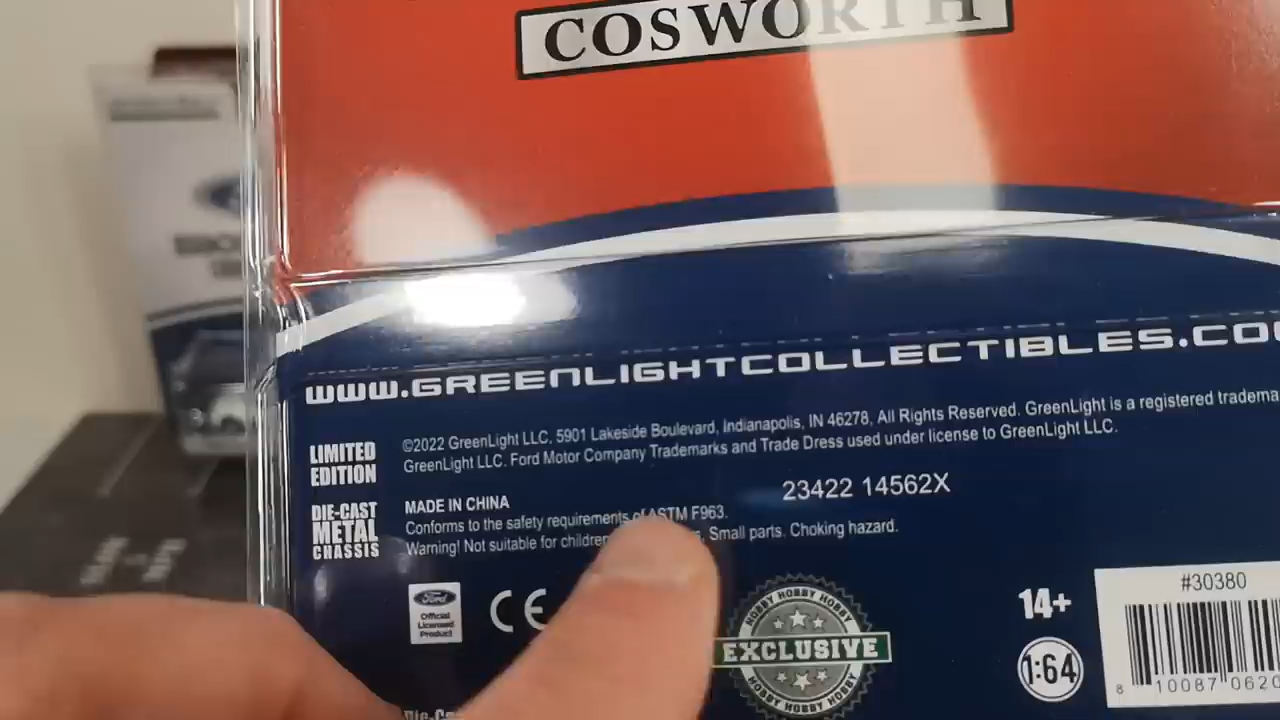 COSWORTH
WWW.GREENLIGHTCOLLECTIBLES.CO
LIMITED
EDITION
©2022 GreenLight LLC. 5901 Lakeside Boulevard, Indianapolis, IN 46278, All Rights Reserved. GreenLight is a registered tradema
GreenLight LLC. Ford Motor Company Trademarks and Trade Dress used under license to GreenLight LLC.
DIE-CAST
METAL
CHASSIS
MADE IN CHINA
23422 14562X
Conforms to the safety requirements of ASTM F963.
Warning! Not suitable for children Small parts. Choking hazard.
Ford
Official
Licensed
Product
CE
HOBBY HOBBY HOBBY
EXCLUSIVE
HOBBY HOBBY HOBBY
14+
1:64
#30380
8 10087 0620
Die-Ca